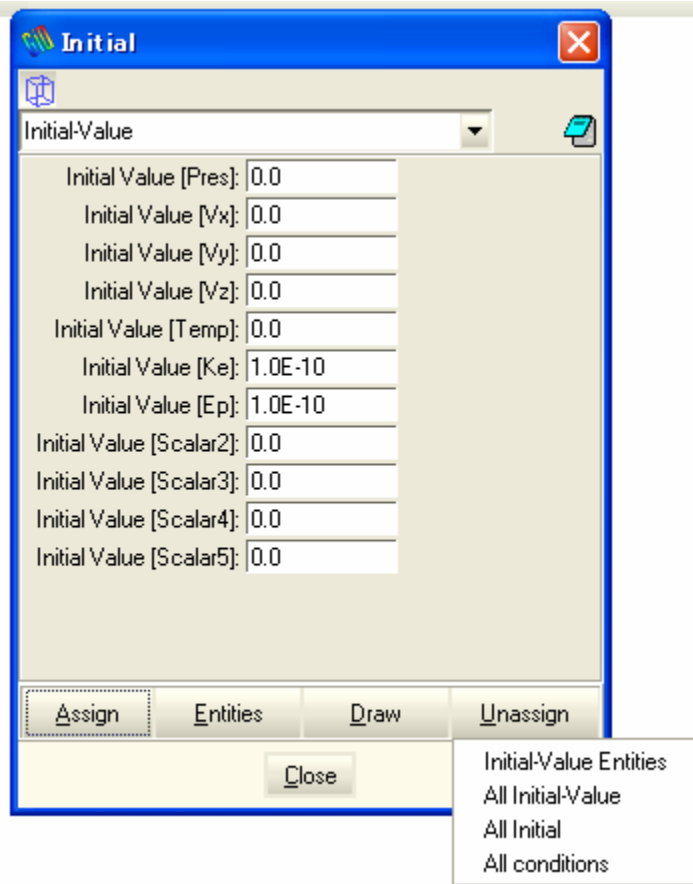 Initial
Initial-Value
Initial Value [Pres]: 0.0
Initial Value [Vx]: 0.0
Initial Value [Vy]: 0.0
Initial Value [Vz]: 0.0
Initial Value [Temp]: 0.0
Initial Value [Ke]: 1.0E-10
Initial Value [Ep]: 1.0E-10
Initial Value [Scalar2]: 0.0
Initial Value [Scalar3]: 0.0
Initial Value [Scalar4]: 0.0
Initial Value [Scalar5]: 0.0
Assign Entities Draw Unassign
Close
Initial-Value Entities
All Initial-Value
All Initial
All conditions